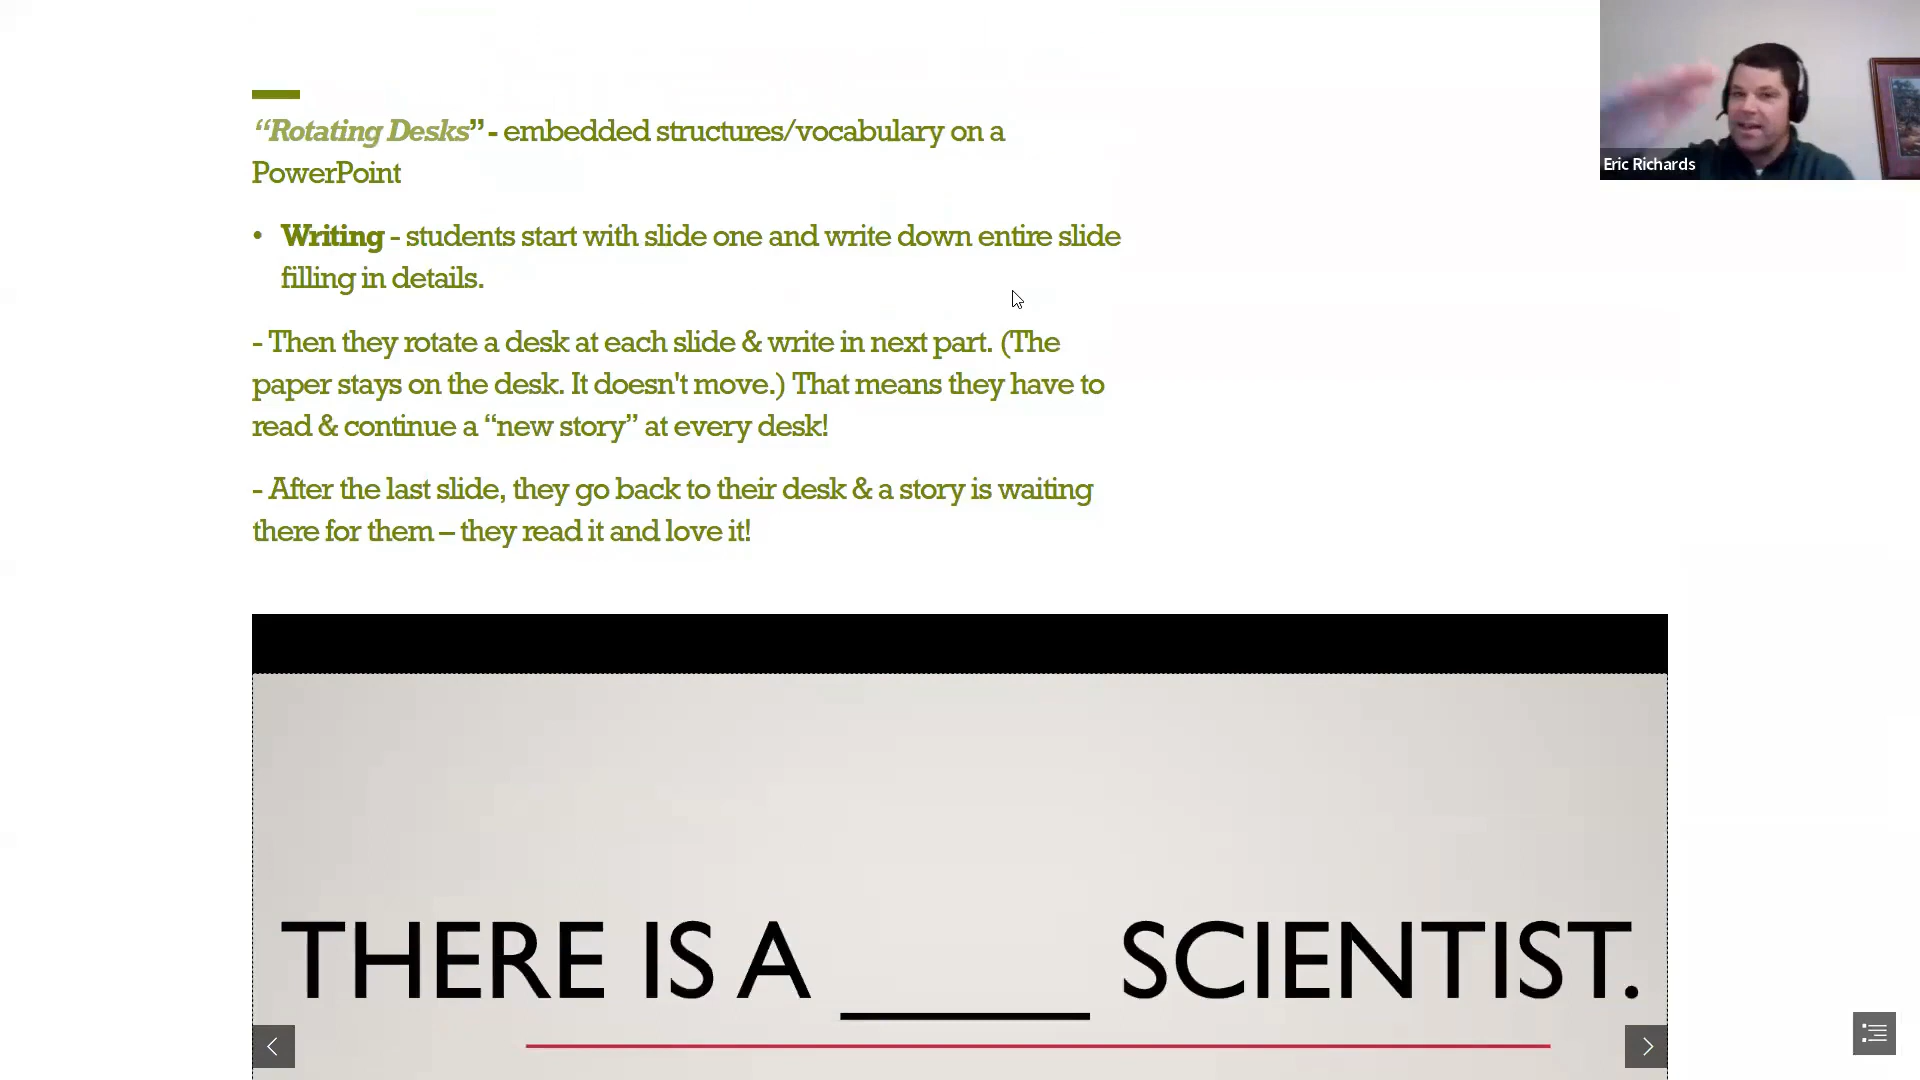 “Rotating Desks” - embedded structures/vocabulary on a
PowerPoint
• Writing - students start with slide one and write down entire slide
filling in details.
- Then they rotate a desk at each slide & write in next part. (The
paper stays on the desk. It doesn't move.) That means they have to
read & continue a “new story” at every desk!
- After the last slide, they go back to their desk & a story is waiting
there for them – they read it and love it!
Eric Richards
THERE IS A ______ SCIENTIST.